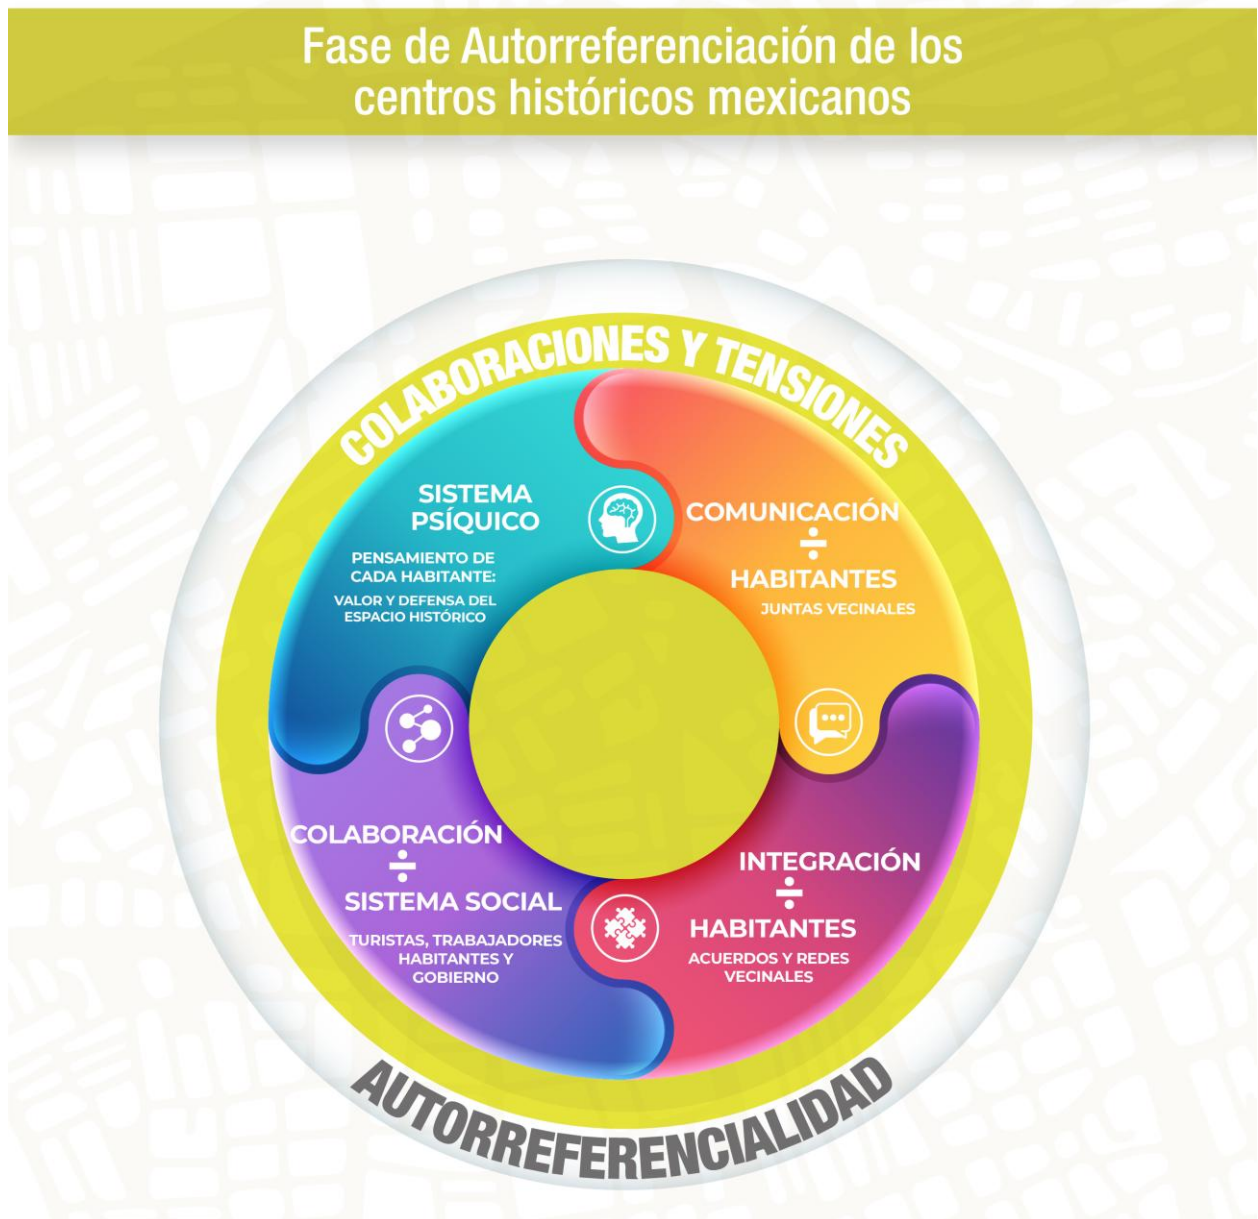 Fase de Autorreferenciación de los
centros históricos mexicanos
COLABORACIONES Y TENSIONES
SISTEMA
PSÍQUICO
PENSAMIENTO DE
CADA HABITANTE:
VALOR Y DEFENSA DEL
ESPACIO HISTÓRICO
COMUNICACIÓN
÷
HABITANTES
JUNTAS VECINALES
COLABORACIÓN
÷
SISTEMA SOCIAL
TURISTAS, TRABAJADORES
HABITANTES Y
GOBIERNO
INTEGRACIÓN
÷
HABITANTES
ACUERDOS Y REDES
VECINALES
AUTORREFERENCIALIDAD